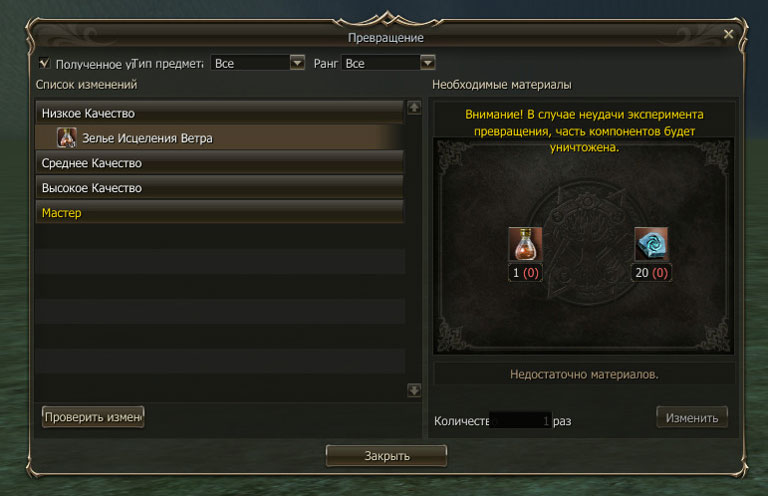 Превращение
Полученное у
Тип предмета
Все
Ранг
Все
Список изменений
Необходимые материалы
Низкое Качество
Зелье Исцеления Ветра
Среднее Качество
Высокое Качество
Мастер
Внимание! В случае неудачи эксперимента
превращения, часть компонентов будет
уничтожена.
1 (0)
20 (0)
Недостаточно материалов.
Проверить измен
Количеств
1 раз
Изменить
Закрыть